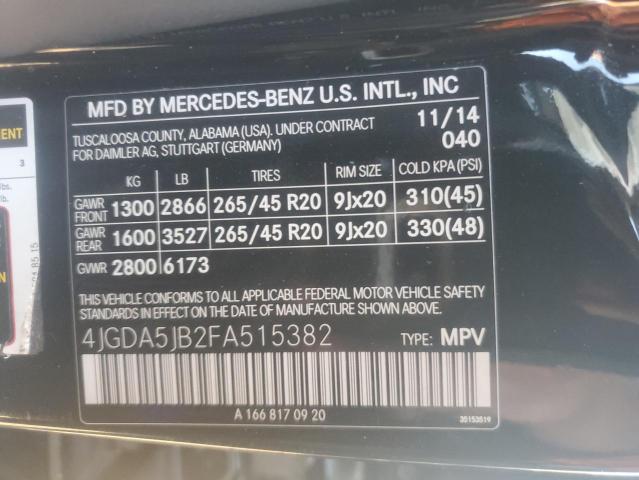 MFD BY MERCEDES-BENZ U.S. INTL., INC
TUSCALOOSA COUNTY, ALABAMA (USA). UNDER CONTRACT 11/14
FOR DAIMLER AG, STUTTGART (GERMANY) 040
KG LB TIRES RIM SIZE COLD KPA (PSI)
GAWR FRONT 1300 2866 265/45 R20 9Jx20 310(45)
GAWR REAR 1600 3527 265/45 R20 9Jx20 330(48)
GVWR 2800 6173
THIS VEHICLE CONFORMS TO ALL APPLICABLE FEDERAL MOTOR VEHICLE SAFETY
STANDARDS IN EFFECT ON THE DATE OF MANUFACTURE SHOWN ABOVE.
4JGDA5JB2FA515382 TYPE: MPV
A 166 817 09 20
35153519
3
lbs.
lb.